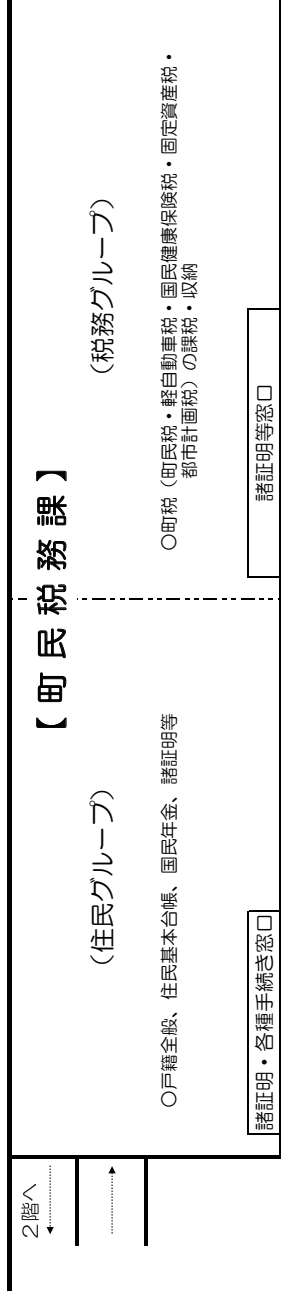 ２階へ
【 町 民 税 務 課 】
（住民グループ）
○戸籍全般、住民基本台帳、国民年金、諸証明等
諸証明・各種手続き窓口
（税務グループ）
○町税（町民税・軽自動車税・国民健康保険税・固定資産税・
都市計画税）の課税・収納
諸証明等窓口